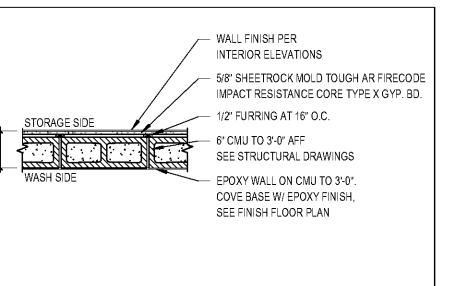 WALL FINISH PER
INTERIOR ELEVATIONS
5/8" SHEETROCK MOLD TOUGH AR FIRECODE
IMPACT RESISTANCE CORE TYPE X GYP. BD.
STORAGE SIDE
1/2" FURRING AT 16" O.C.
6" CMU TO 3'-0" AFF
SEE STRUCTURAL DRAWINGS
WASH SIDE
EPOXY WALL ON CMU TO 3'-0".
COVE BASE W/ EPOXY FINISH,
SEE FINISH FLOOR PLAN